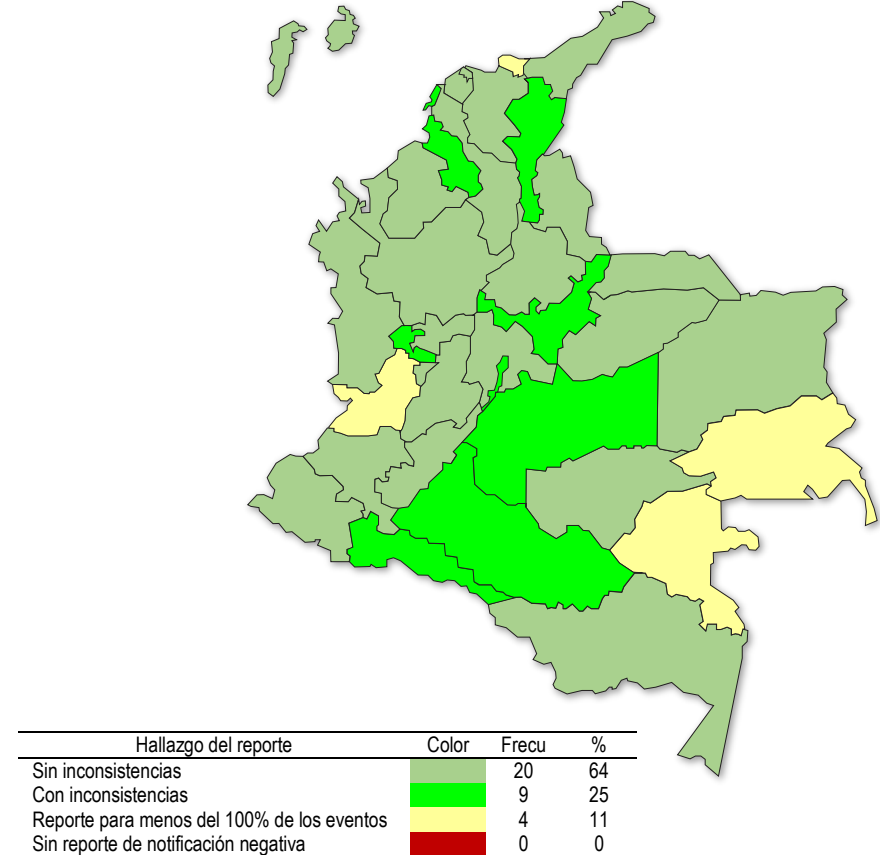 Hallazgo del reporte Color Frecu %
Sin inconsistencias 20 64
Con inconsistencias 9 25
Reporte para menos del 100% de los eventos 4 11
Sin reporte de notificación negativa 0 0